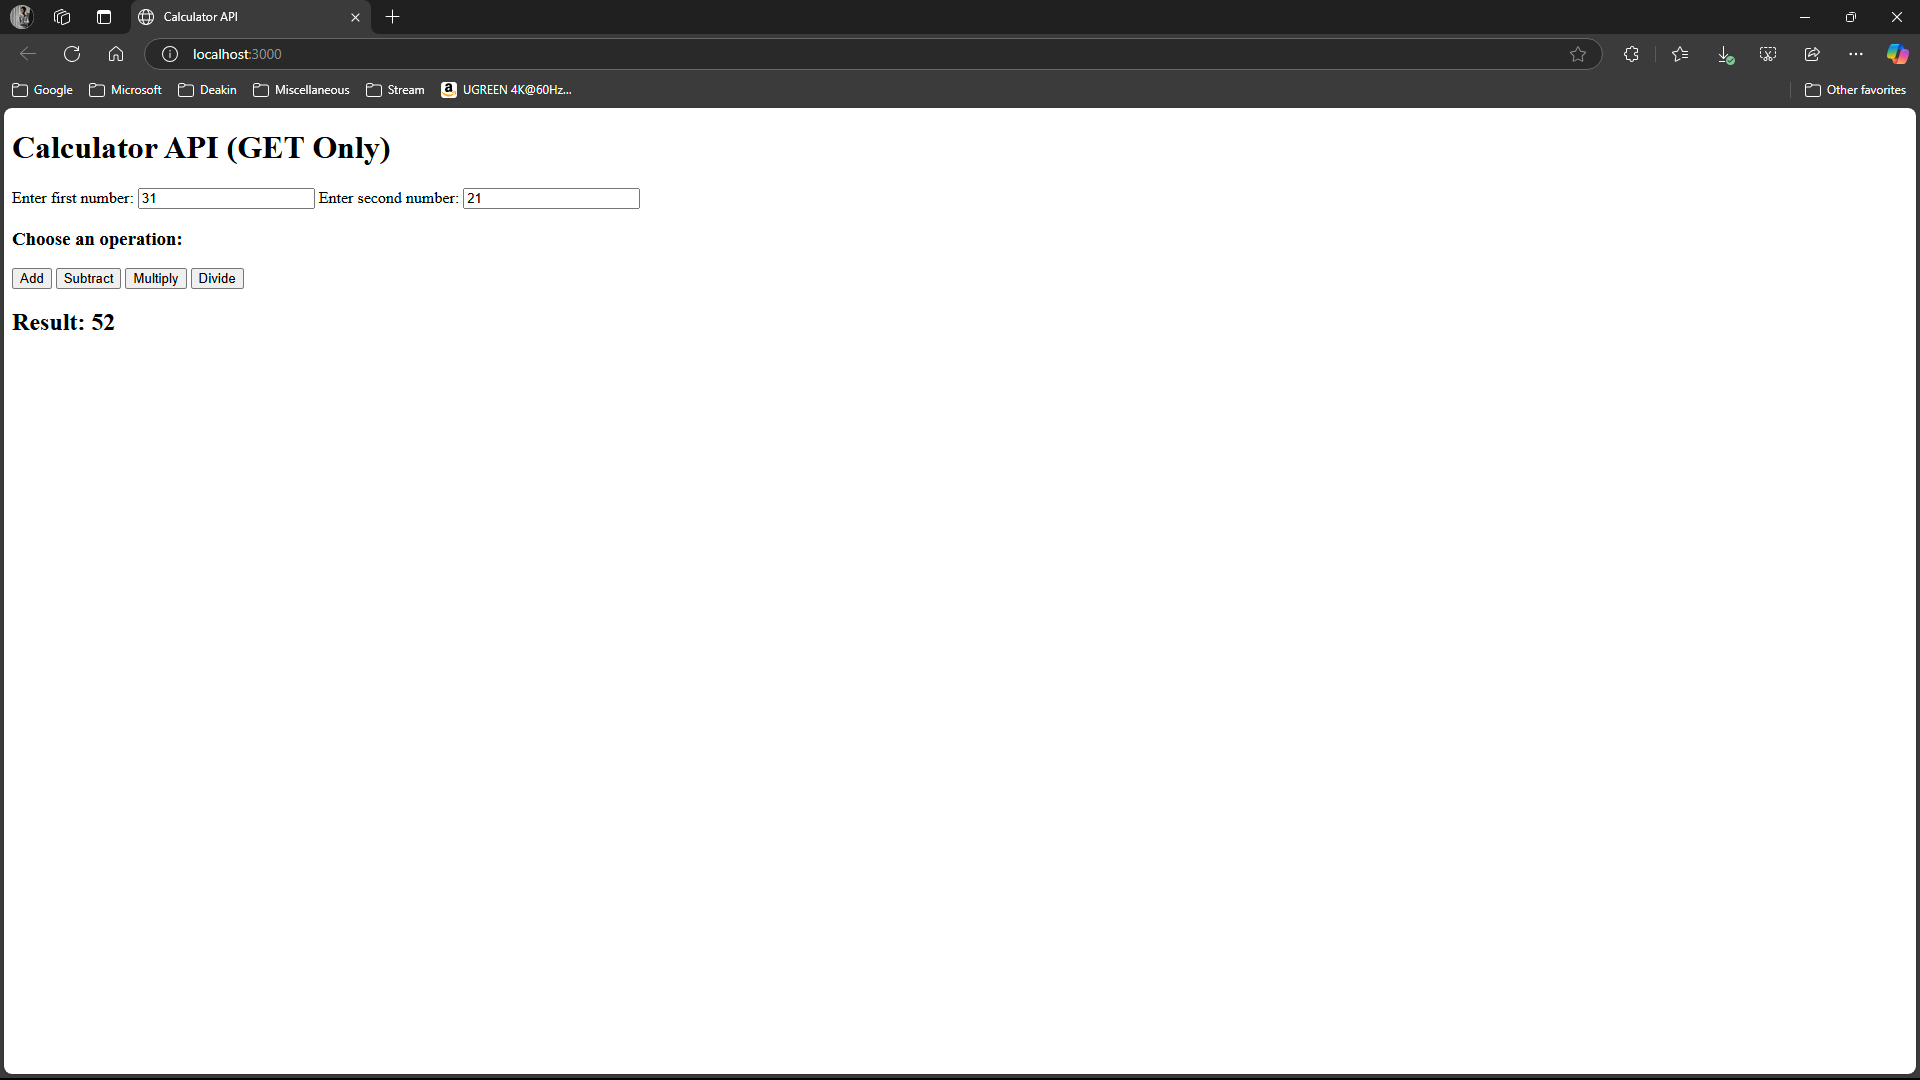 Calculator API
localhost:3000
Google Microsoft Deakin Miscellaneous Stream a UGREEN 4K@60Hz... Other favorites
Calculator API (GET Only)
Enter first number: 31 Enter second number: 21
Choose an operation:
Add Subtract Multiply Divide
Result: 52